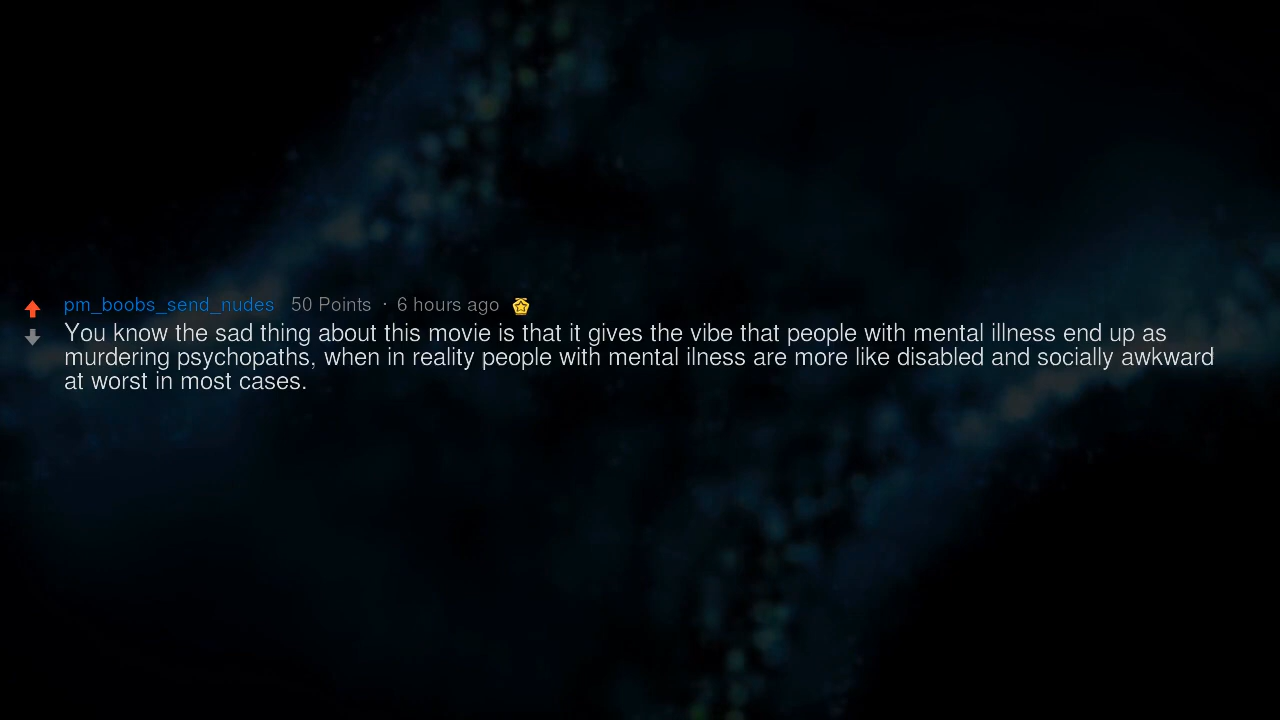 pm_boobs_send_nudes 50 Points · 6 hours ago
You know the sad thing about this movie is that it gives the vibe that people with mental illness end up as
murdering psychopaths, when in reality people with mental ilness are more like disabled and socially awkward
at worst in most cases.